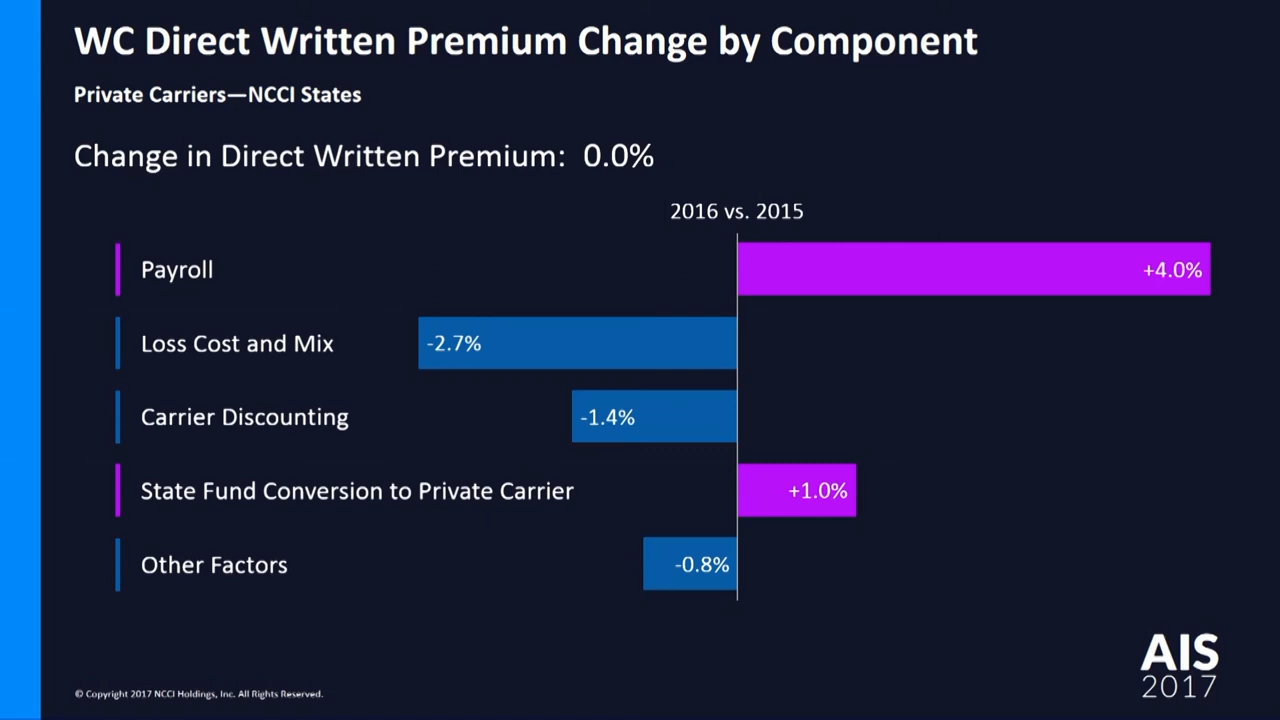 WC Direct Written Premium Change by Component
Private Carriers—NCCI States
Change in Direct Written Premium: 0.0%
2016 vs. 2015
Payroll
+4.0%
Loss Cost and Mix
-2.7%
Carrier Discounting
-1.4%
State Fund Conversion to Private Carrier
+1.0%
Other Factors
-0.8%
AIS
2017
© Copyright 2017 NCCI Holdings, Inc. All Rights Reserved.